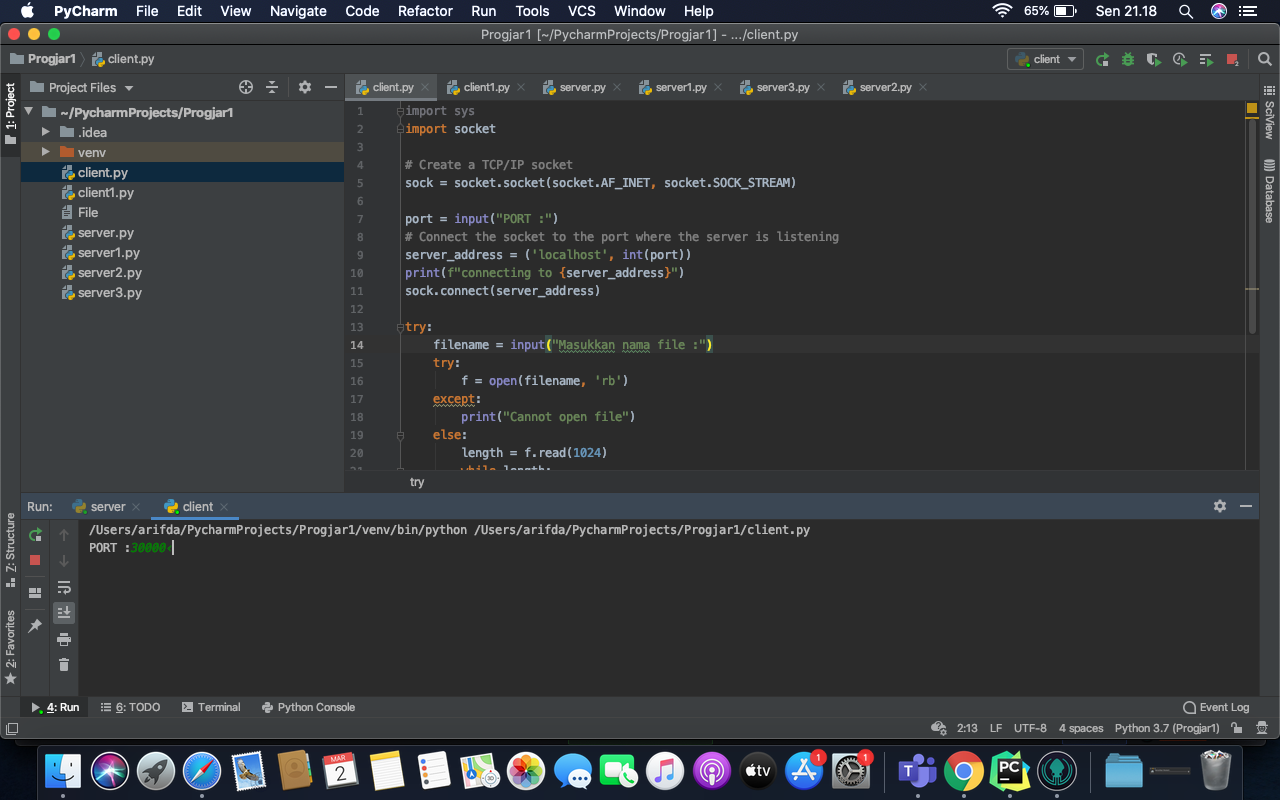 PyCharm File Edit View Navigate Code Refactor Run Tools VCS Window Help 65% Sen 21.18
Progjar1 [~/PycharmProjects/Progjar1] - .../client.py
Progjar1 client.py client
1: Project
Project Files
~/PycharmProjects/Progjar1
.idea
venv
client.py
client1.py
File
server.py
server1.py
server2.py
server3.py
client.py client1.py server.py server1.py server3.py server2.py
1 import sys
2 import socket
3
4 # Create a TCP/IP socket
5 sock = socket.socket(socket.AF_INET, socket.SOCK_STREAM)
6
7 port = input("PORT :")
8 # Connect the socket to the port where the server is listening
9 server_address = ('localhost', int(port))
10 print(f"connecting to {server_address}")
11 sock.connect(server_address)
12
13 try:
14 filename = input("Masukkan nama file :")
15 try:
16 f = open(filename, 'rb')
17 except:
18 print("Cannot open file")
19 else:
20 length = f.read(1024)
21 while length:
try
SciView
Database
Run: server client
/Users/arifda/PycharmProjects/Progjar1/venv/bin/python /Users/arifda/PycharmProjects/Progjar1/client.py
PORT :30000
Z: Structure
2: Favorites
4: Run 6: TODO Terminal Python Console Event Log
2:13 LF UTF-8 4 spaces Python 3.7 (Progjar1)
MAR
2
3D
tv
1
1
T
PC